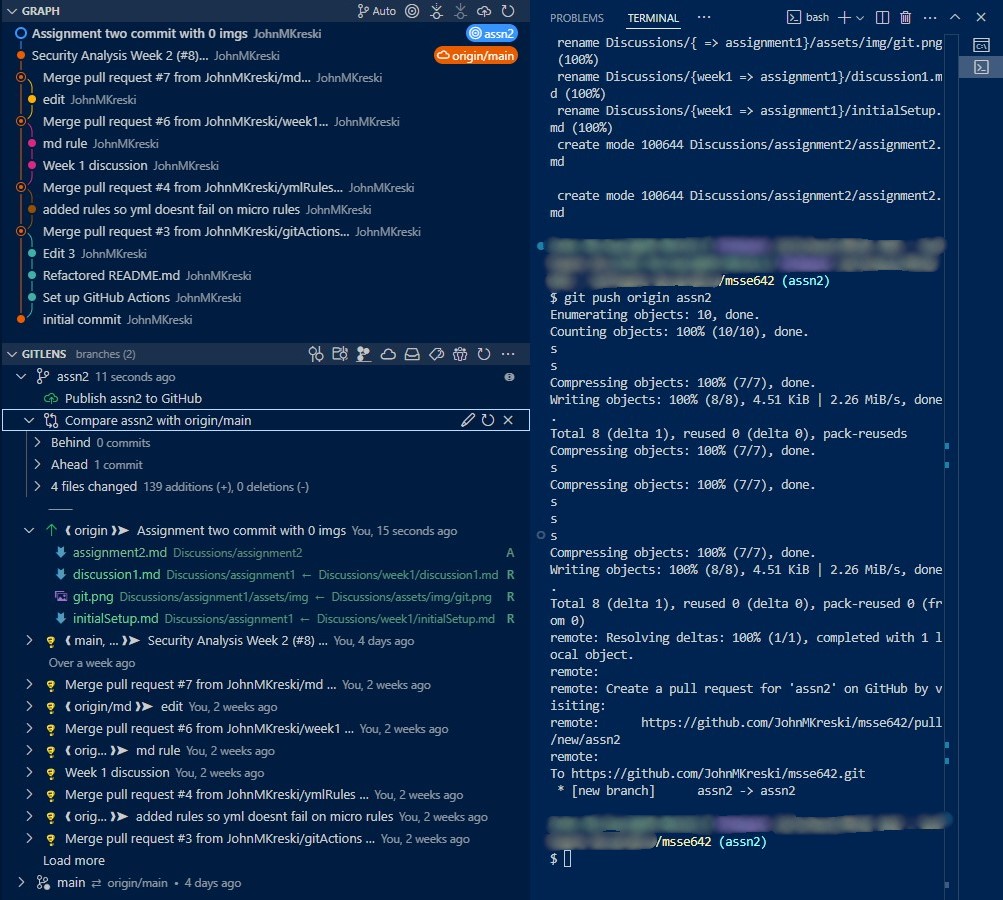 GRAPH
Auto
Assignment two commit with 0 imgs JohnMKreski assn2
Security Analysis Week 2 (#8)... JohnMKreski origin/main
Merge pull request #7 from JohnMKreski/md... JohnMKreski
edit JohnMKreski
Merge pull request #6 from JohnMKreski/week1... JohnMKreski
md rule JohnMKreski
Week 1 discussion JohnMKreski
Merge pull request #4 from JohnMKreski/ymlRules... JohnMKreski
added rules so yml doesnt fail on micro rules JohnMKreski
Merge pull request #3 from JohnMKreski/gitActions... JohnMKreski
Edit 3 JohnMKreski
Refactored README.md JohnMKreski
Set up GitHub Actions JohnMKreski
initial commit JohnMKreski
GITLENS branches (2)
assn2 11 seconds ago
Publish assn2 to GitHub
Compare assn2 with origin/main
Behind 0 commits
Ahead 1 commit
4 files changed 139 additions (+), 0 deletions (-)
origin Assignment two commit with 0 imgs You, 15 seconds ago
assignment2.md Discussions/assignment2 A
discussion1.md Discussions/assignment1 ← Discussions/week1/discussion1.md R
git.png Discussions/assignment1/assets/img ← Discussions/assets/img/git.png R
initialSetup.md Discussions/assignment1 ← Discussions/week1/initialSetup.md R
main, ... Security Analysis Week 2 (#8) ... You, 4 days ago
Over a week ago
Merge pull request #7 from JohnMKreski/md ... You, 2 weeks ago
origin/md edit You, 2 weeks ago
Merge pull request #6 from JohnMKreski/week1 ... You, 2 weeks ago
orig... md rule You, 2 weeks ago
Week 1 discussion You, 2 weeks ago
Merge pull request #4 from JohnMKreski/ymlRules ... You, 2 weeks ago
orig... added rules so yml doesnt fail on micro rules You, 2 weeks ago
Merge pull request #3 from JohnMKreski/gitActions ... You, 2 weeks ago
Load more
main ⇄ origin/main • 4 days ago
PROBLEMS TERMINAL ... bash
rename Discussions/{ => assignment1}/assets/img/git.png
(100%)
rename Discussions/{week1 => assignment1}/discussion1.m
d (100%)
rename Discussions/{week1 => assignment1}/initialSetup.
md (100%)
create mode 100644 Discussions/assignment2/assignment2.
md
create mode 100644 Discussions/assignment2/assignment2.
md
/msse642 (assn2)
$ git push origin assn2
Enumerating objects: 10, done.
Counting objects: 100% (10/10), done.
s
s
Compressing objects: 100% (7/7), done.
Writing objects: 100% (8/8), 4.51 KiB | 2.26 MiB/s, done
.
Total 8 (delta 1), reused 0 (delta 0), pack-reuseds
Compressing objects: 100% (7/7), done.
s
Compressing objects: 100% (7/7), done.
s
s
s
Compressing objects: 100% (7/7), done.
Writing objects: 100% (8/8), 4.51 KiB | 2.26 MiB/s, done
.
Total 8 (delta 1), reused 0 (delta 0), pack-reused 0 (fr
om 0)
remote: Resolving deltas: 100% (1/1), completed with 1 l
ocal object.
remote:
remote: Create a pull request for 'assn2' on GitHub by v
isiting:
remote:      https://github.com/JohnMKreski/msse642/pull
/new/assn2
remote:
To https://github.com/JohnMKreski/msse642.git
 * [new branch]      assn2 -> assn2
/msse642 (assn2)
$